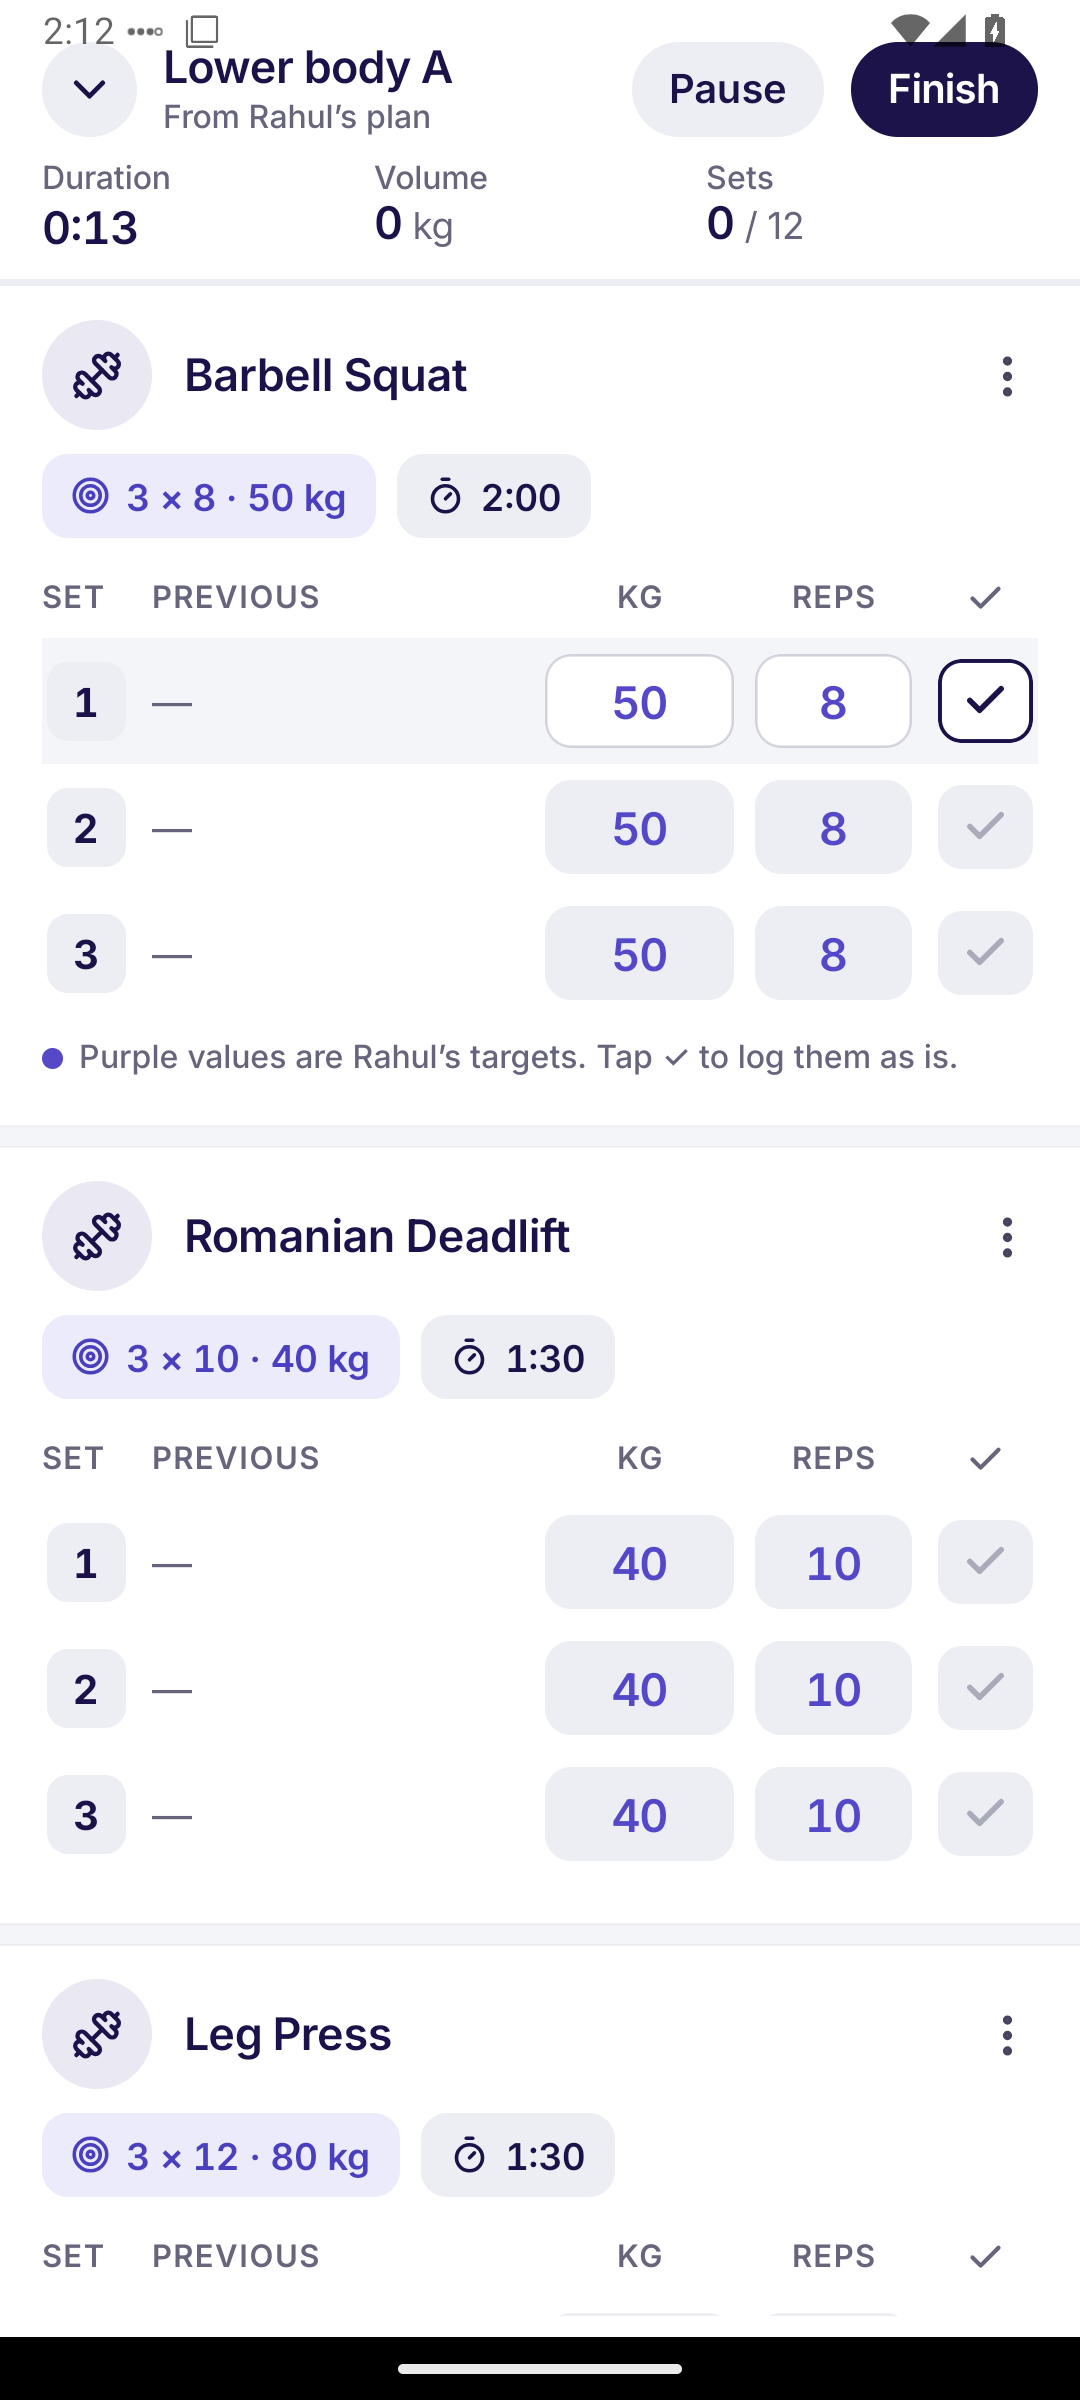 2:12
Lower body A
From Rahul’s plan
Pause
Finish
Duration
Volume
Sets
0:13
0 kg
0 / 12
Barbell Squat
3 × 8 · 50 kg
2:00
SET PREVIOUS KG REPS ✓
1 — 50 8 ✓
2 — 50 8 ✓
3 — 50 8 ✓
Purple values are Rahul’s targets. Tap ✓ to log them as is.
Romanian Deadlift
3 × 10 · 40 kg
1:30
SET PREVIOUS KG REPS ✓
1 — 40 10 ✓
2 — 40 10 ✓
3 — 40 10 ✓
Leg Press
3 × 12 · 80 kg
1:30
SET PREVIOUS KG REPS ✓